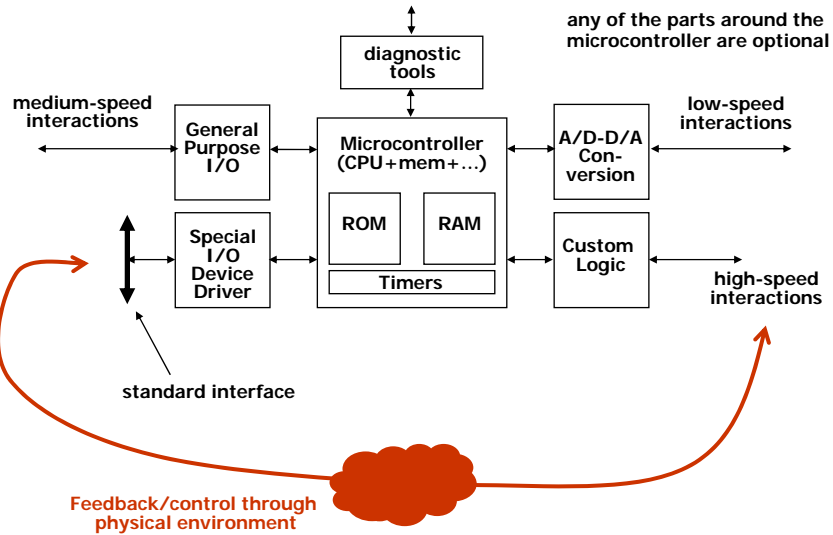 any of the parts around the
microcontroller are optional
diagnostic
tools
medium-speed
interactions
General
Purpose
I/O
Microcontroller
(CPU+mem+...)
A/D-D/A
Con-
version
low-speed
interactions
ROM
RAM
Timers
Special
I/O
Device
Driver
Custom
Logic
high-speed
interactions
standard interface
Feedback/control through
physical environment